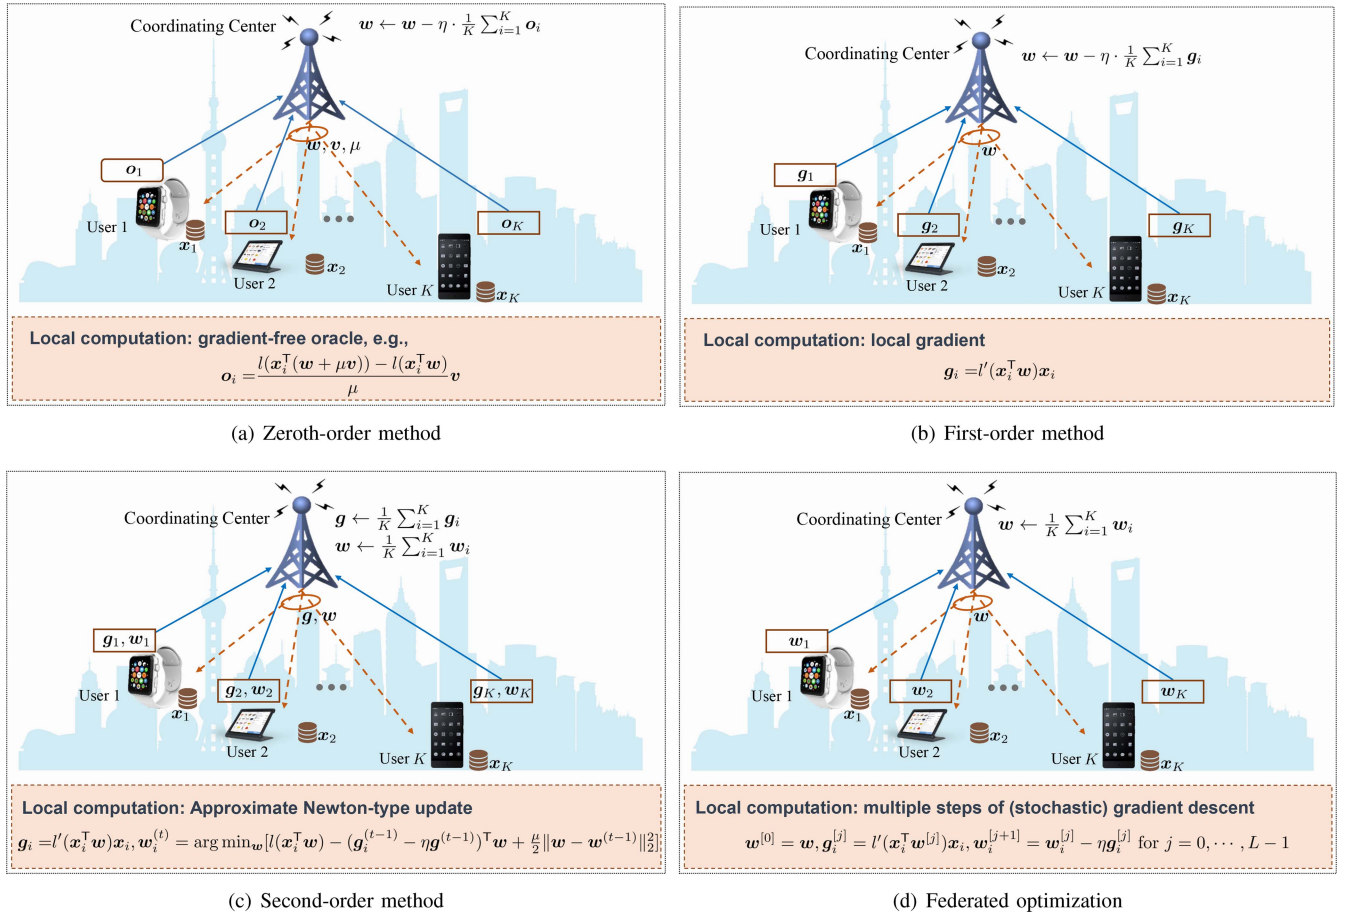 Coordinating Center
w ← w − η · 1/K ∑_{i=1}^{K} o_i
w, v, μ
o_1
User 1
x_1
o_2
User 2
x_2
o_K
User K
x_K
Local computation: gradient-free oracle, e.g.,
o_i = (l(x_i^T(w + μv)) − l(x_i^T w))/μ v
(a) Zeroth-order method
Coordinating Center
w ← w − η · 1/K ∑_{i=1}^{K} g_i
w
g_1
User 1
x_1
g_2
User 2
x_2
g_K
User K
x_K
Local computation: local gradient
g_i = l′(x_i^T w)x_i
(b) First-order method
Coordinating Center
g ← 1/K ∑_{i=1}^{K} g_i
w ← 1/K ∑_{i=1}^{K} w_i
g, w
g_1, w_1
User 1
x_1
g_2, w_2
User 2
x_2
g_K, w_K
User K
x_K
Local computation: Approximate Newton-type update
g_i = l′(x_i^T w)x_i, w_i^{(t)} = arg min_w[l(x_i^T w) − (g_i^{(t−1)} − ηg^{(t−1)})^T w + μ/2 ‖w − w^{(t−1)}‖_2^2]
(c) Second-order method
Coordinating Center
w ← 1/K ∑_{i=1}^{K} w_i
w
w_1
User 1
x_1
w_2
User 2
x_2
w_K
User K
x_K
Local computation: multiple steps of (stochastic) gradient descent
w^{[0]} = w, g_i^{[j]} = l′(x_i^T w^{[j]})x_i, w_i^{[j+1]} = w_i^{[j]} − ηg_i^{[j]} for j = 0, · · · , L − 1
(d) Federated optimization